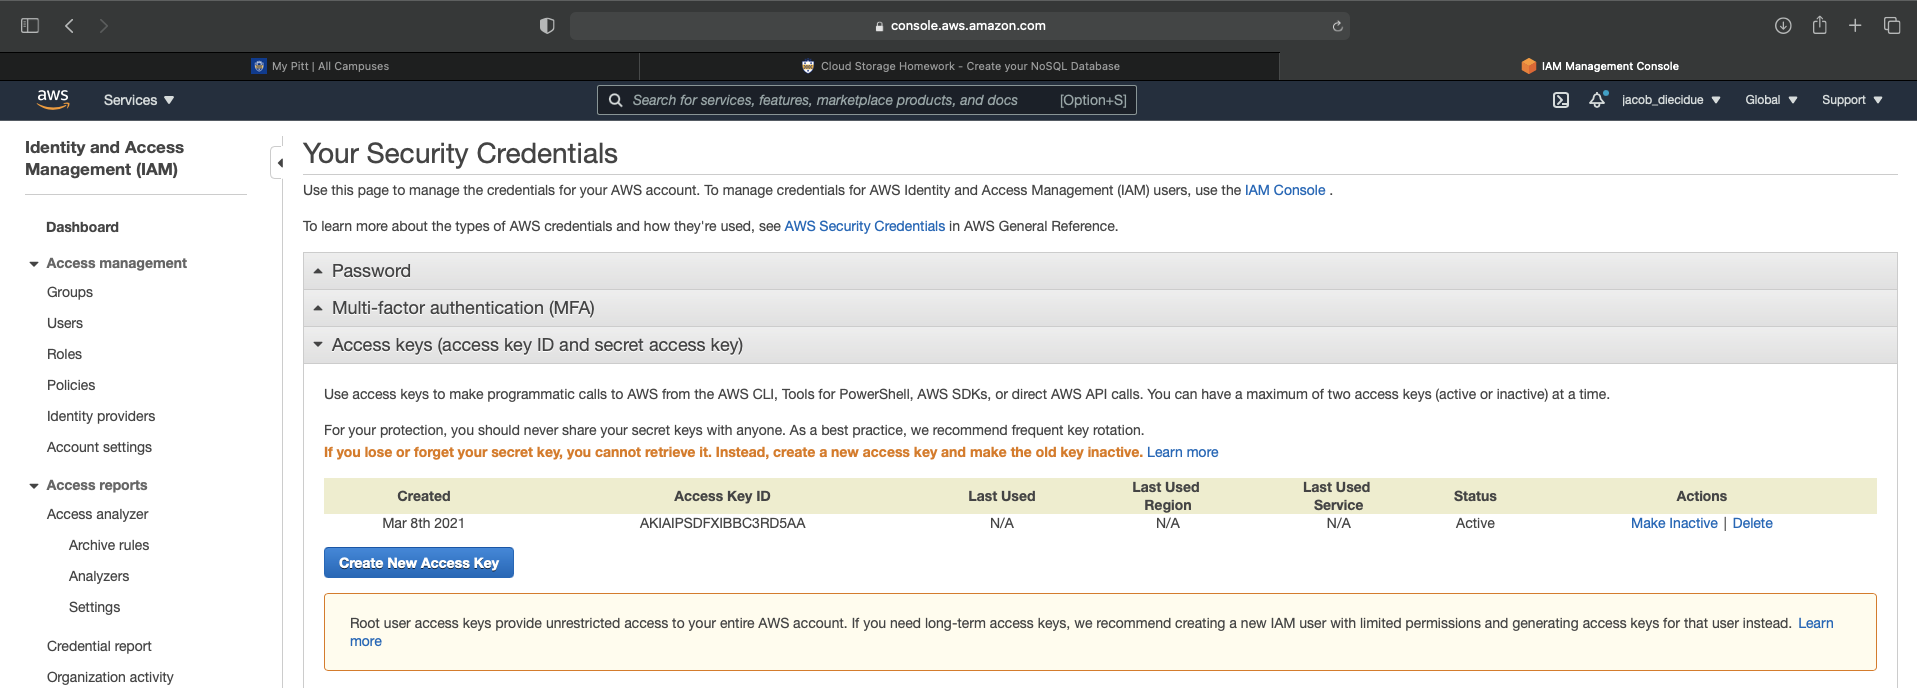 console.aws.amazon.com
My Pitt | All Campuses
Cloud Storage Homework - Create your NoSQL Database
IAM Management Console
aws
Services
Search for services, features, marketplace products, and docs [Option+S]
jacob_diecidue
Global
Support
Identity and Access
Management (IAM)
Dashboard
Access management
Groups
Users
Roles
Policies
Identity providers
Account settings
Access reports
Access analyzer
Archive rules
Analyzers
Settings
Credential report
Organization activity
Your Security Credentials
Use this page to manage the credentials for your AWS account. To manage credentials for AWS Identity and Access Management (IAM) users, use the IAM Console .
To learn more about the types of AWS credentials and how they're used, see AWS Security Credentials in AWS General Reference.
Password
Multi-factor authentication (MFA)
Access keys (access key ID and secret access key)
Use access keys to make programmatic calls to AWS from the AWS CLI, Tools for PowerShell, AWS SDKs, or direct AWS API calls. You can have a maximum of two access keys (active or inactive) at a time.
For your protection, you should never share your secret keys with anyone. As a best practice, we recommend frequent key rotation.
If you lose or forget your secret key, you cannot retrieve it. Instead, create a new access key and make the old key inactive. Learn more
Created Access Key ID Last Used Last Used Region Last Used Service Status Actions
Mar 8th 2021 AKIAIPSDFXIBBC3RD5AA N/A N/A N/A Active Make Inactive | Delete
Create New Access Key
Root user access keys provide unrestricted access to your entire AWS account. If you need long-term access keys, we recommend creating a new IAM user with limited permissions and generating access keys for that user instead. Learn
more